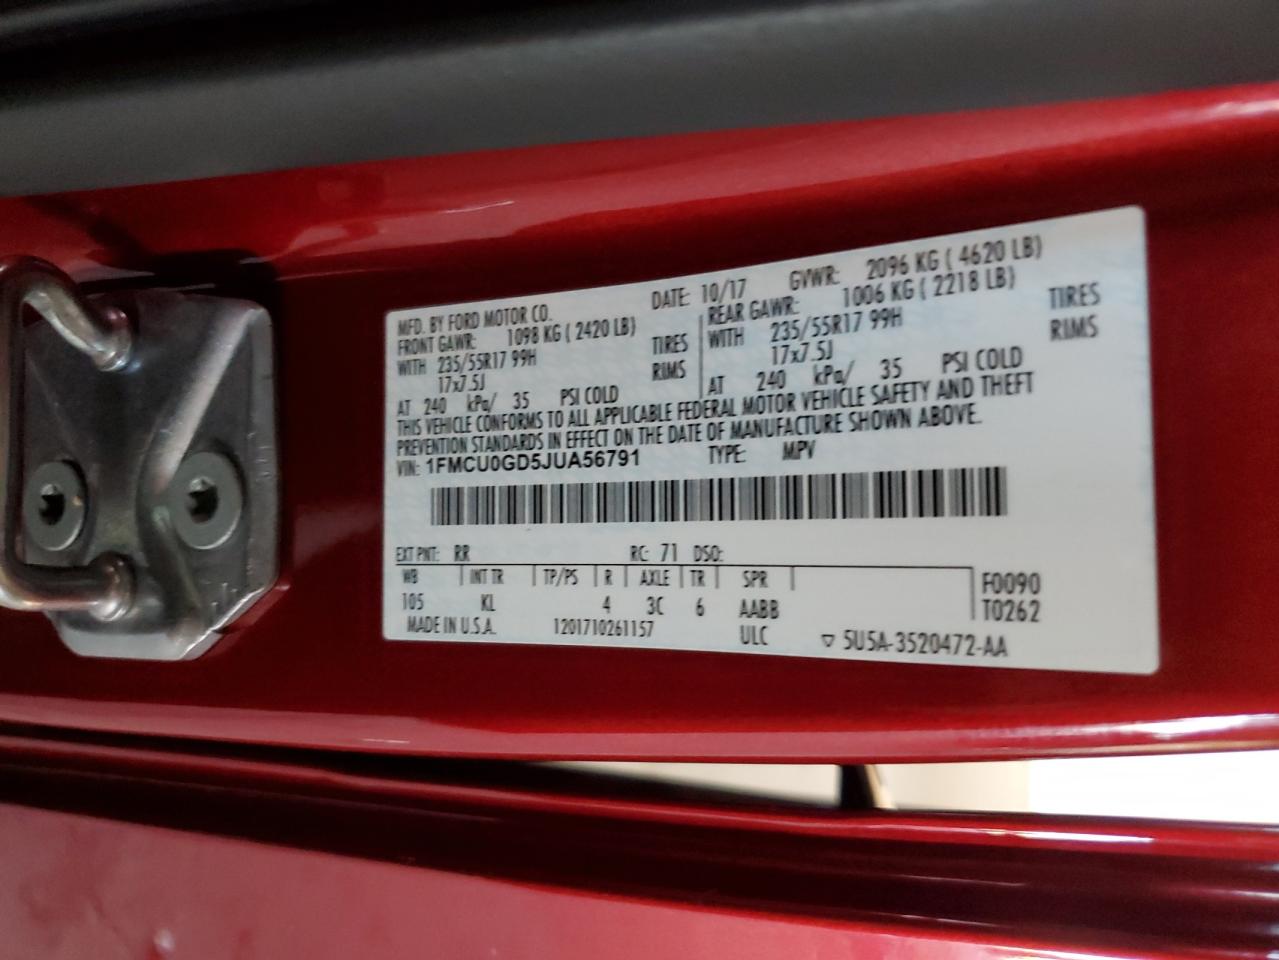 MFD. BY FORD MOTOR CO. DATE: 10/17 GVWR: 2096 KG ( 4620 LB)
FRONT GAWR: 1098 KG ( 2420 LB) REAR GAWR: 1006 KG ( 2218 LB)
WITH 235/55R17 99H TIRES WITH 235/55R17 99H TIRES
17x7.5J RIMS 17x7.5J RIMS
AT 240 kPa/ 35 PSI COLD AT 240 kPa/ 35 PSI COLD
THIS VEHICLE CONFORMS TO ALL APPLICABLE FEDERAL MOTOR VEHICLE SAFETY AND THEFT
PREVENTION STANDARDS IN EFFECT ON THE DATE OF MANUFACTURE SHOWN ABOVE.
VIN: 1FMCU0GD5JUA56791 TYPE: MPV
EXT PNT: RR RC: 71 DSO:
WB INT TR TP/PS R AXLE TR SPR F0090
105 KL 4 3C 6 AABB T0262
MADE IN U.S.A. 1201710261157 ULC ▽ 5U5A-3520472-AA